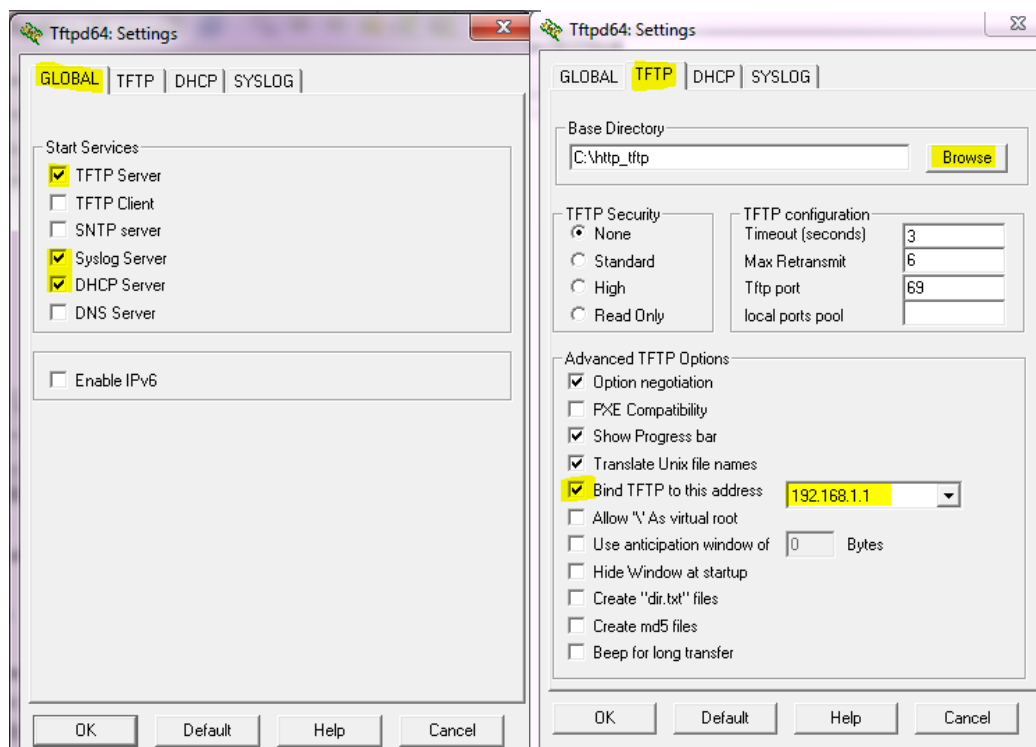 Tftpd64: Settings
GLOBAL TFTP DHCP SYSLOG
Start Services
TFTP Server
TFTP Client
SNTP server
Syslog Server
DHCP Server
DNS Server
Enable IPv6
OK Default Help Cancel
Tftpd64: Settings
GLOBAL TFTP DHCP SYSLOG
Base Directory
C:\http_tftp Browse
TFTP Security
None
Standard
High
Read Only
TFTP configuration
Timeout (seconds) 3
Max Retransmit 6
Tftp port 69
local ports pool
Advanced TFTP Options
Option negotiation
PXE Compatibility
Show Progress bar
Translate Unix file names
Bind TFTP to this address 192.168.1.1
Allow '\' As virtual root
Use anticipation window of 0 Bytes
Hide Window at startup
Create "dir.txt" files
Create md5 files
Beep for long transfer
OK Default Help Cancel